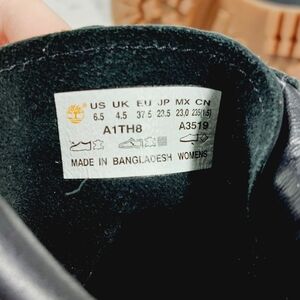 US UK EU JP MX CN
6.5 4.5 37.5 23.5 23.0 235(1.5)
A1TH8 A3519
MADE IN BANGLADESH WOMENS